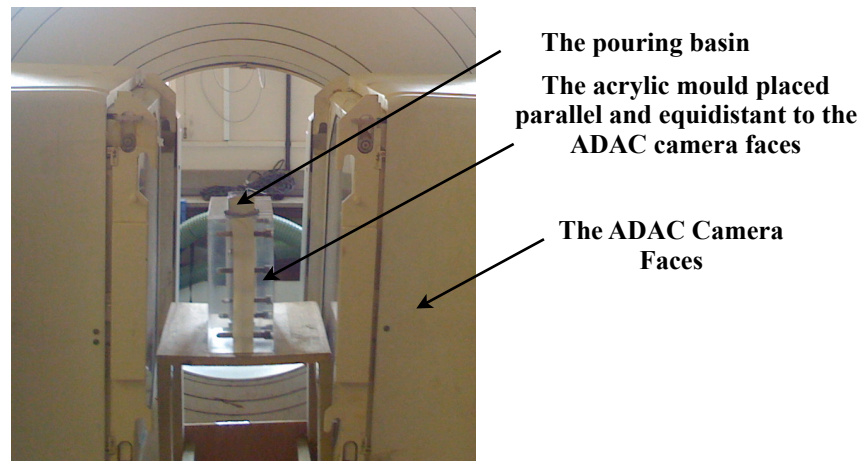 The pouring basin
The acrylic mould placed
parallel and equidistant to the
ADAC camera faces
The ADAC Camera
Faces